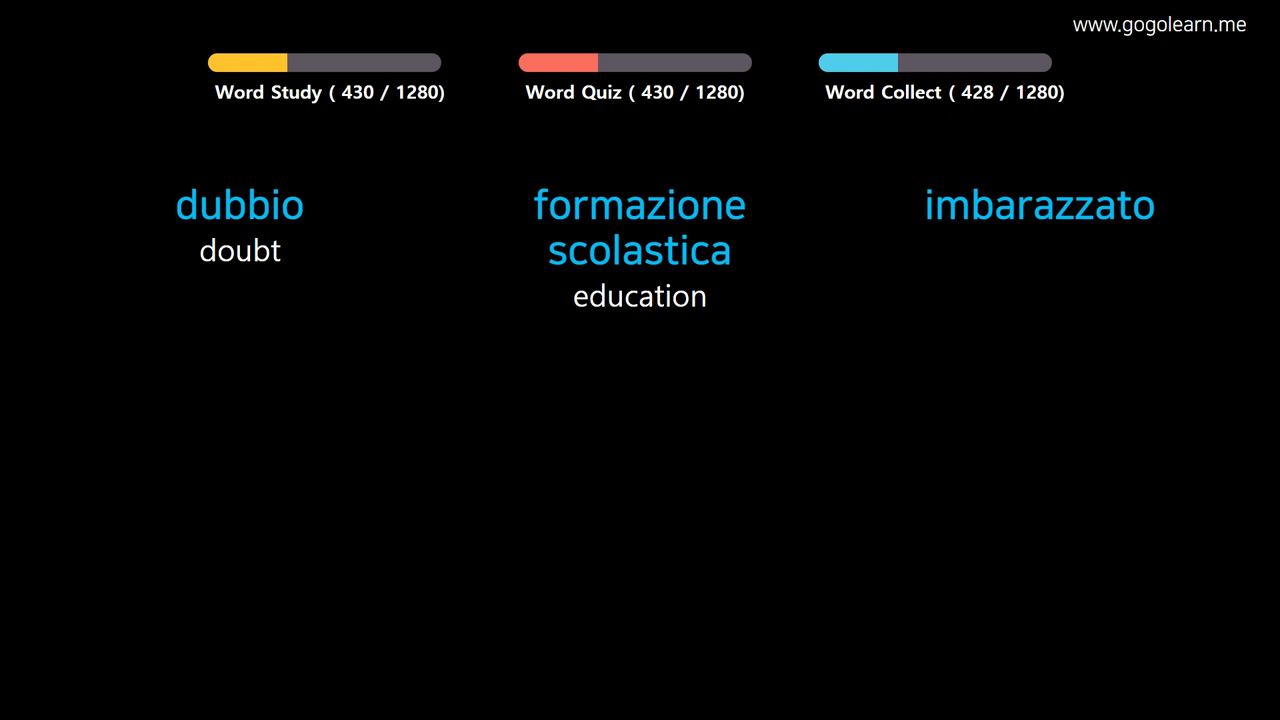 www.gogolearn.me
Word Study ( 430 / 1280)
Word Quiz ( 430 / 1280)
Word Collect ( 428 / 1280)
dubbio
doubt
formazione
scolastica
education
imbarazzato